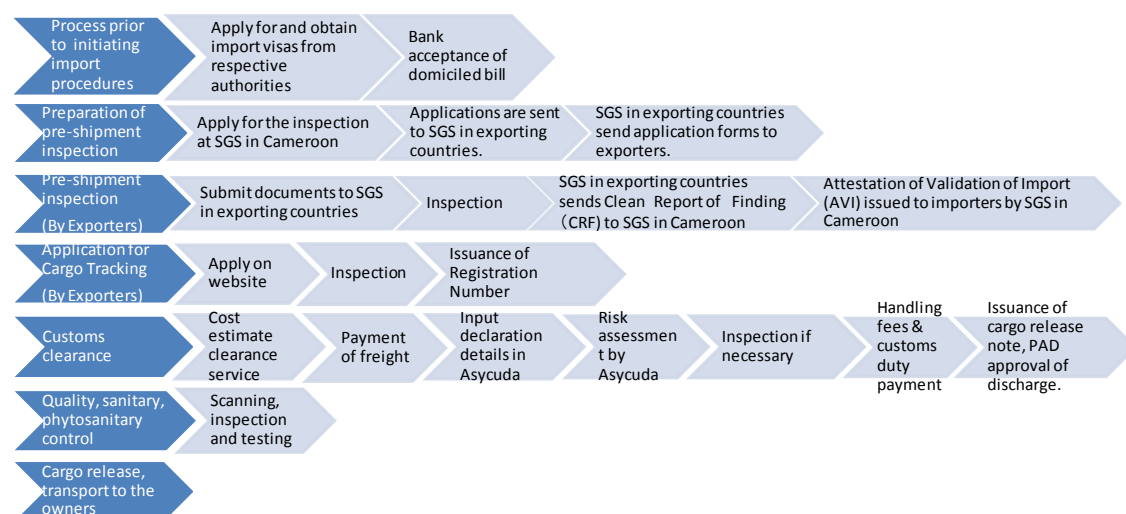 Process prior
to initiating
import
procedures
Apply for and obtain
import visas from
respective
authorities
Bank
acceptance of
domiciled bill
Preparation of
pre-shipment
inspection
Apply for the inspection
at SGS in Cameroon
Applications are sent
to SGS in exporting
countries.
SGS in exporting countries
send application forms to
exporters.
Pre-shipment
inspection
(By Exporters)
Submit documents to SGS
in exporting countries
Inspection
SGS in exporting countries
sends Clean Report of Finding
(CRF) to SGS in Cameroon
Attestation of Validation of Import
(AVI) issued to importers by SGS in
Cameroon
Application for
Cargo Tracking
(By Exporters)
Apply on
website
Inspection
Issuance of
Registration
Number
Customs
clearance
Cost
estimate
clearance
service
Payment
of freight
Input
declaration
details in
Asycuda
Risk
assessmen
t by
Asycuda
Inspection if
necessary
Handling
fees &
customs
duty
payment
Issuance of
cargo release
note, PAD
approval of
discharge.
Quality, sanitary,
phytosanitary
control
Scanning,
inspection
and testing
Cargo release,
transport to the
owners